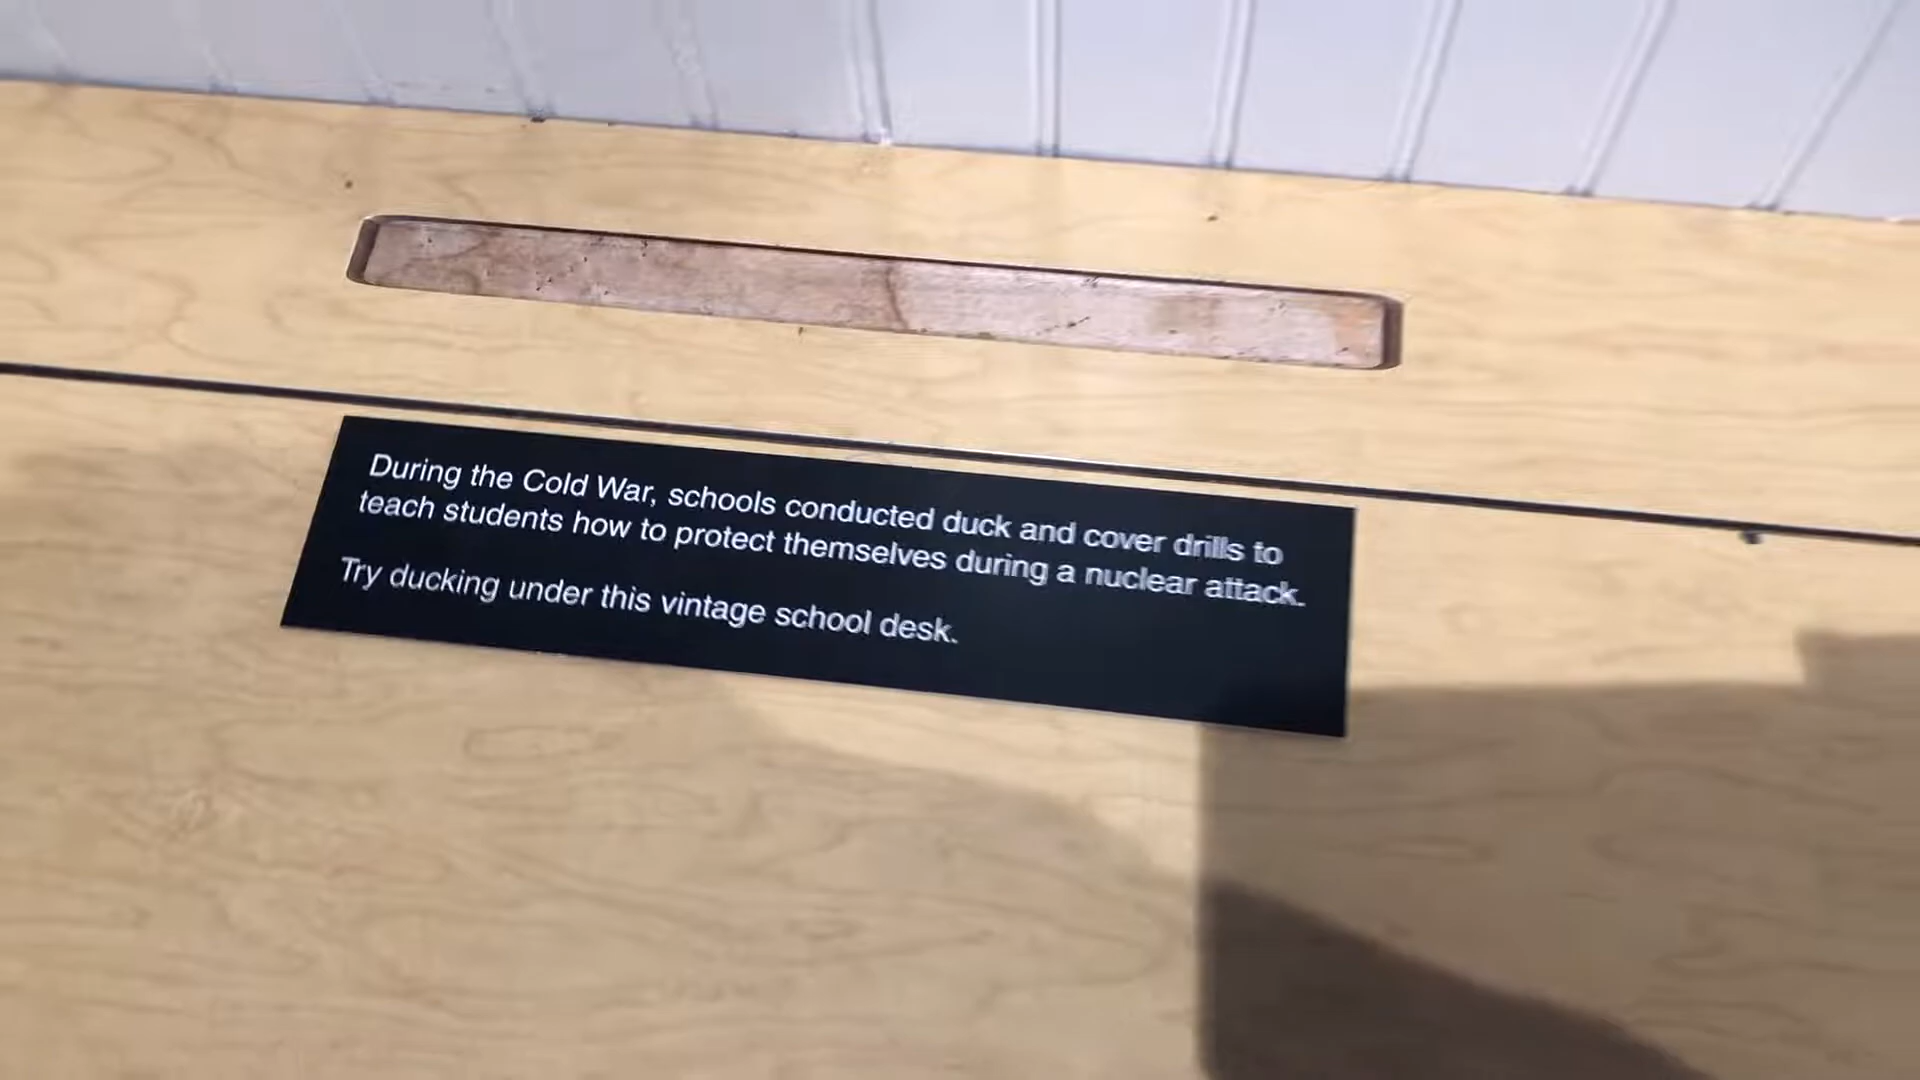 During the Cold War, schools conducted duck and cover drills to
teach students how to protect themselves during a nuclear attack.
Try ducking under this vintage school desk.